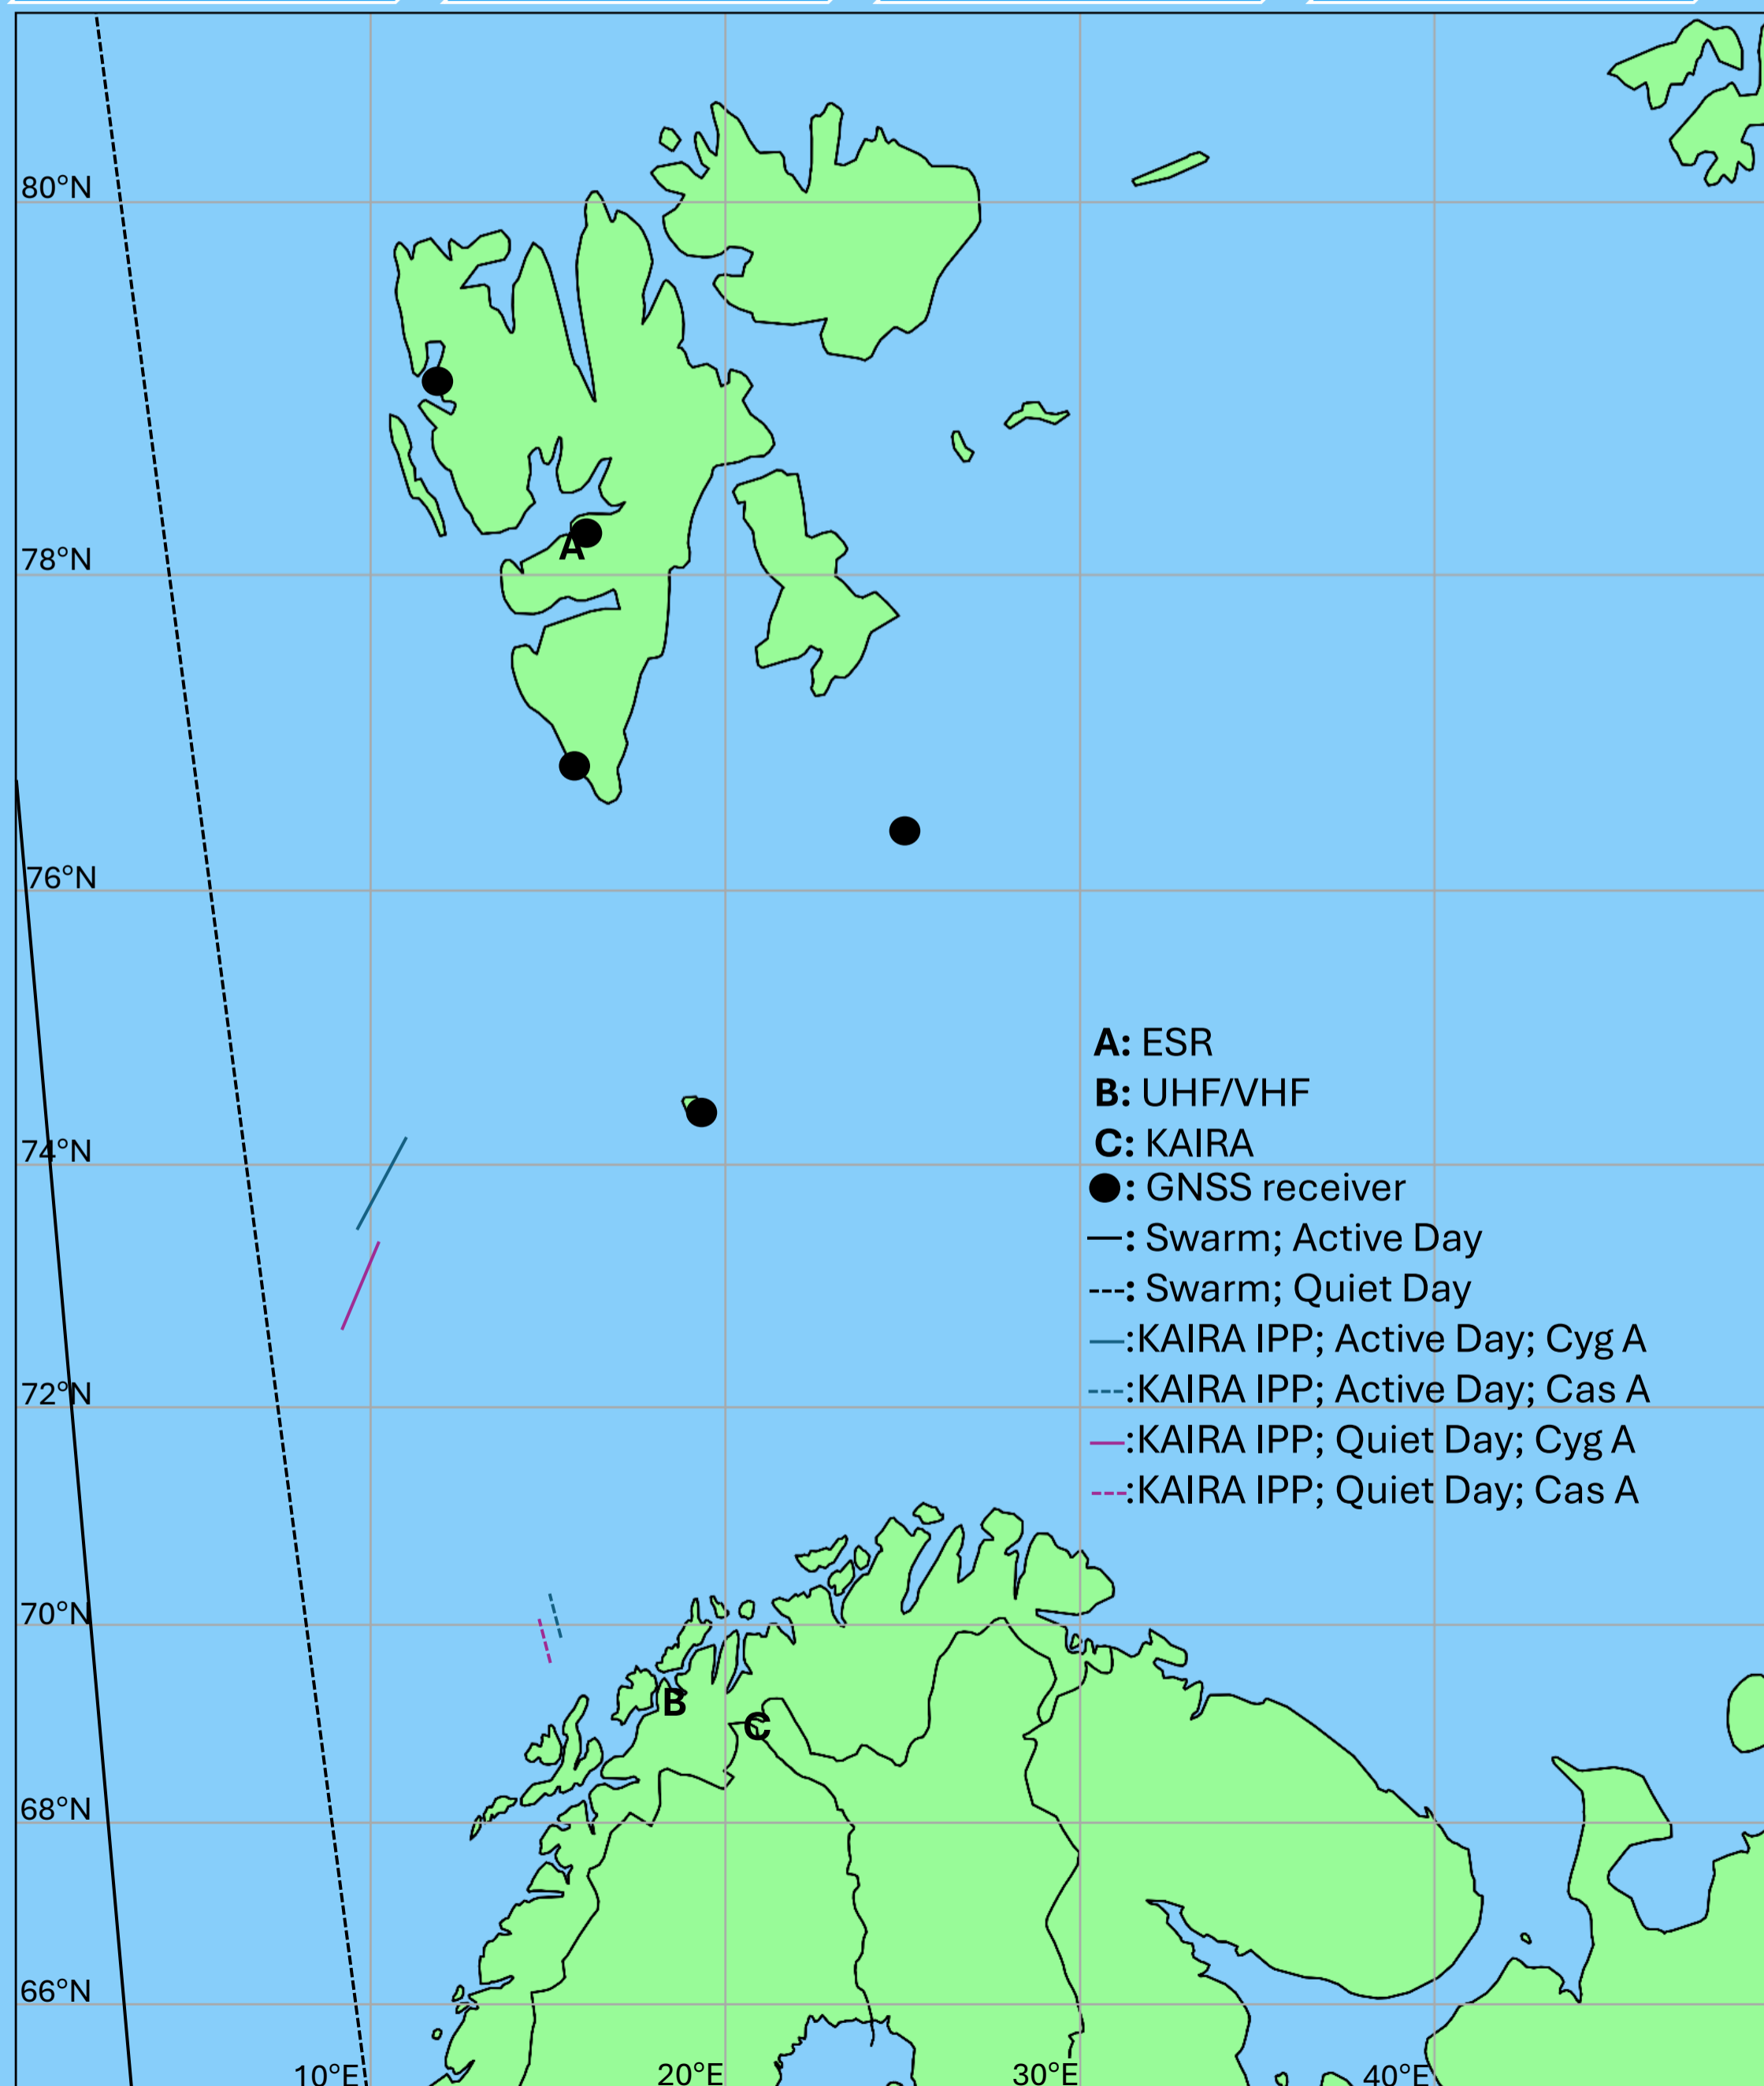 80°N
78°N
A
76°N
A: ESR
B: UHF/VHF
74°N
C: KAIRA
: GNSS receiver
: Swarm; Active Day
: Swarm; Quiet Day
:KAIRA IPP; Active Day; Cyg A
72°N
:KAIRA IPP; Active Day; Cas A
:KAIRA IPP; Quiet Day; Cyg A
:KAIRA IPP; Quiet Day; Cas A
70°N
B
C
68°N
66°N
10°E 20°E 30°E 40°E